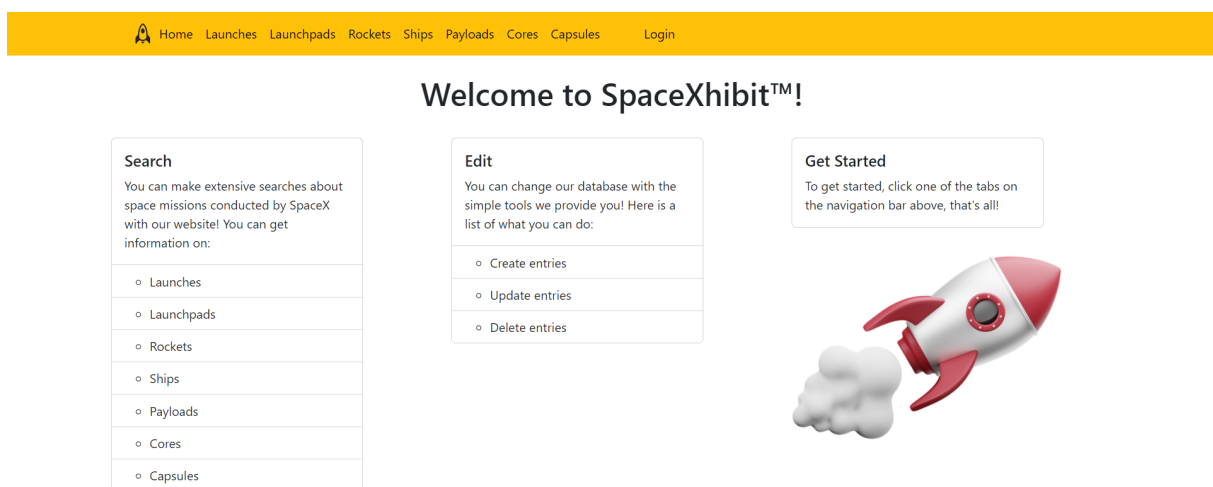 Home Launches Launchpads Rockets Ships Payloads Cores Capsules Login
Welcome to SpaceXhibit™!
Search
You can make extensive searches about
space missions conducted by SpaceX
with our website! You can get
information on:
Launches
Launchpads
Rockets
Ships
Payloads
Cores
Capsules
Edit
You can change our database with the
simple tools we provide you! Here is a
list of what you can do:
Create entries
Update entries
Delete entries
Get Started
To get started, click one of the tabs on
the navigation bar above, that's all!